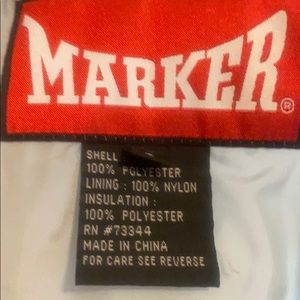 MARKER®
SHELL
100% POLYESTER
LINING : 100% NYLON
INSULATION :
100% POLYESTER
RN #73344
MADE IN CHINA
FOR CARE SEE REVERSE